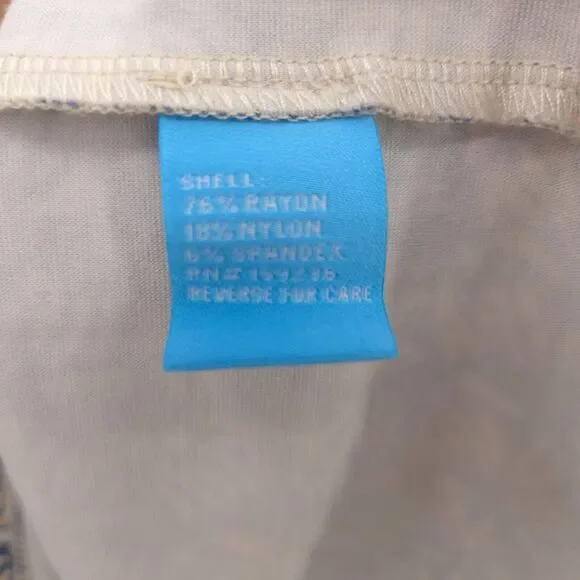 SHELL:
76% RAYON
18% NYLON
6% SPANDEX
RN#
REVERSE FOR CARE